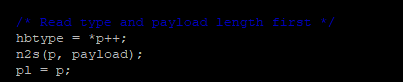 /* Read type and payload length first */
hbtype = *p++;
n2s(p, payload);
pl = p;